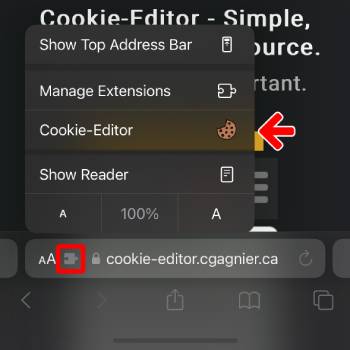 Cookie-Editor - Simple,
ource.
rtant.
Show Top Address Bar
Manage Extensions
Cookie-Editor
Show Reader
A 100% A
AA cookie-editor.cgagnier.ca